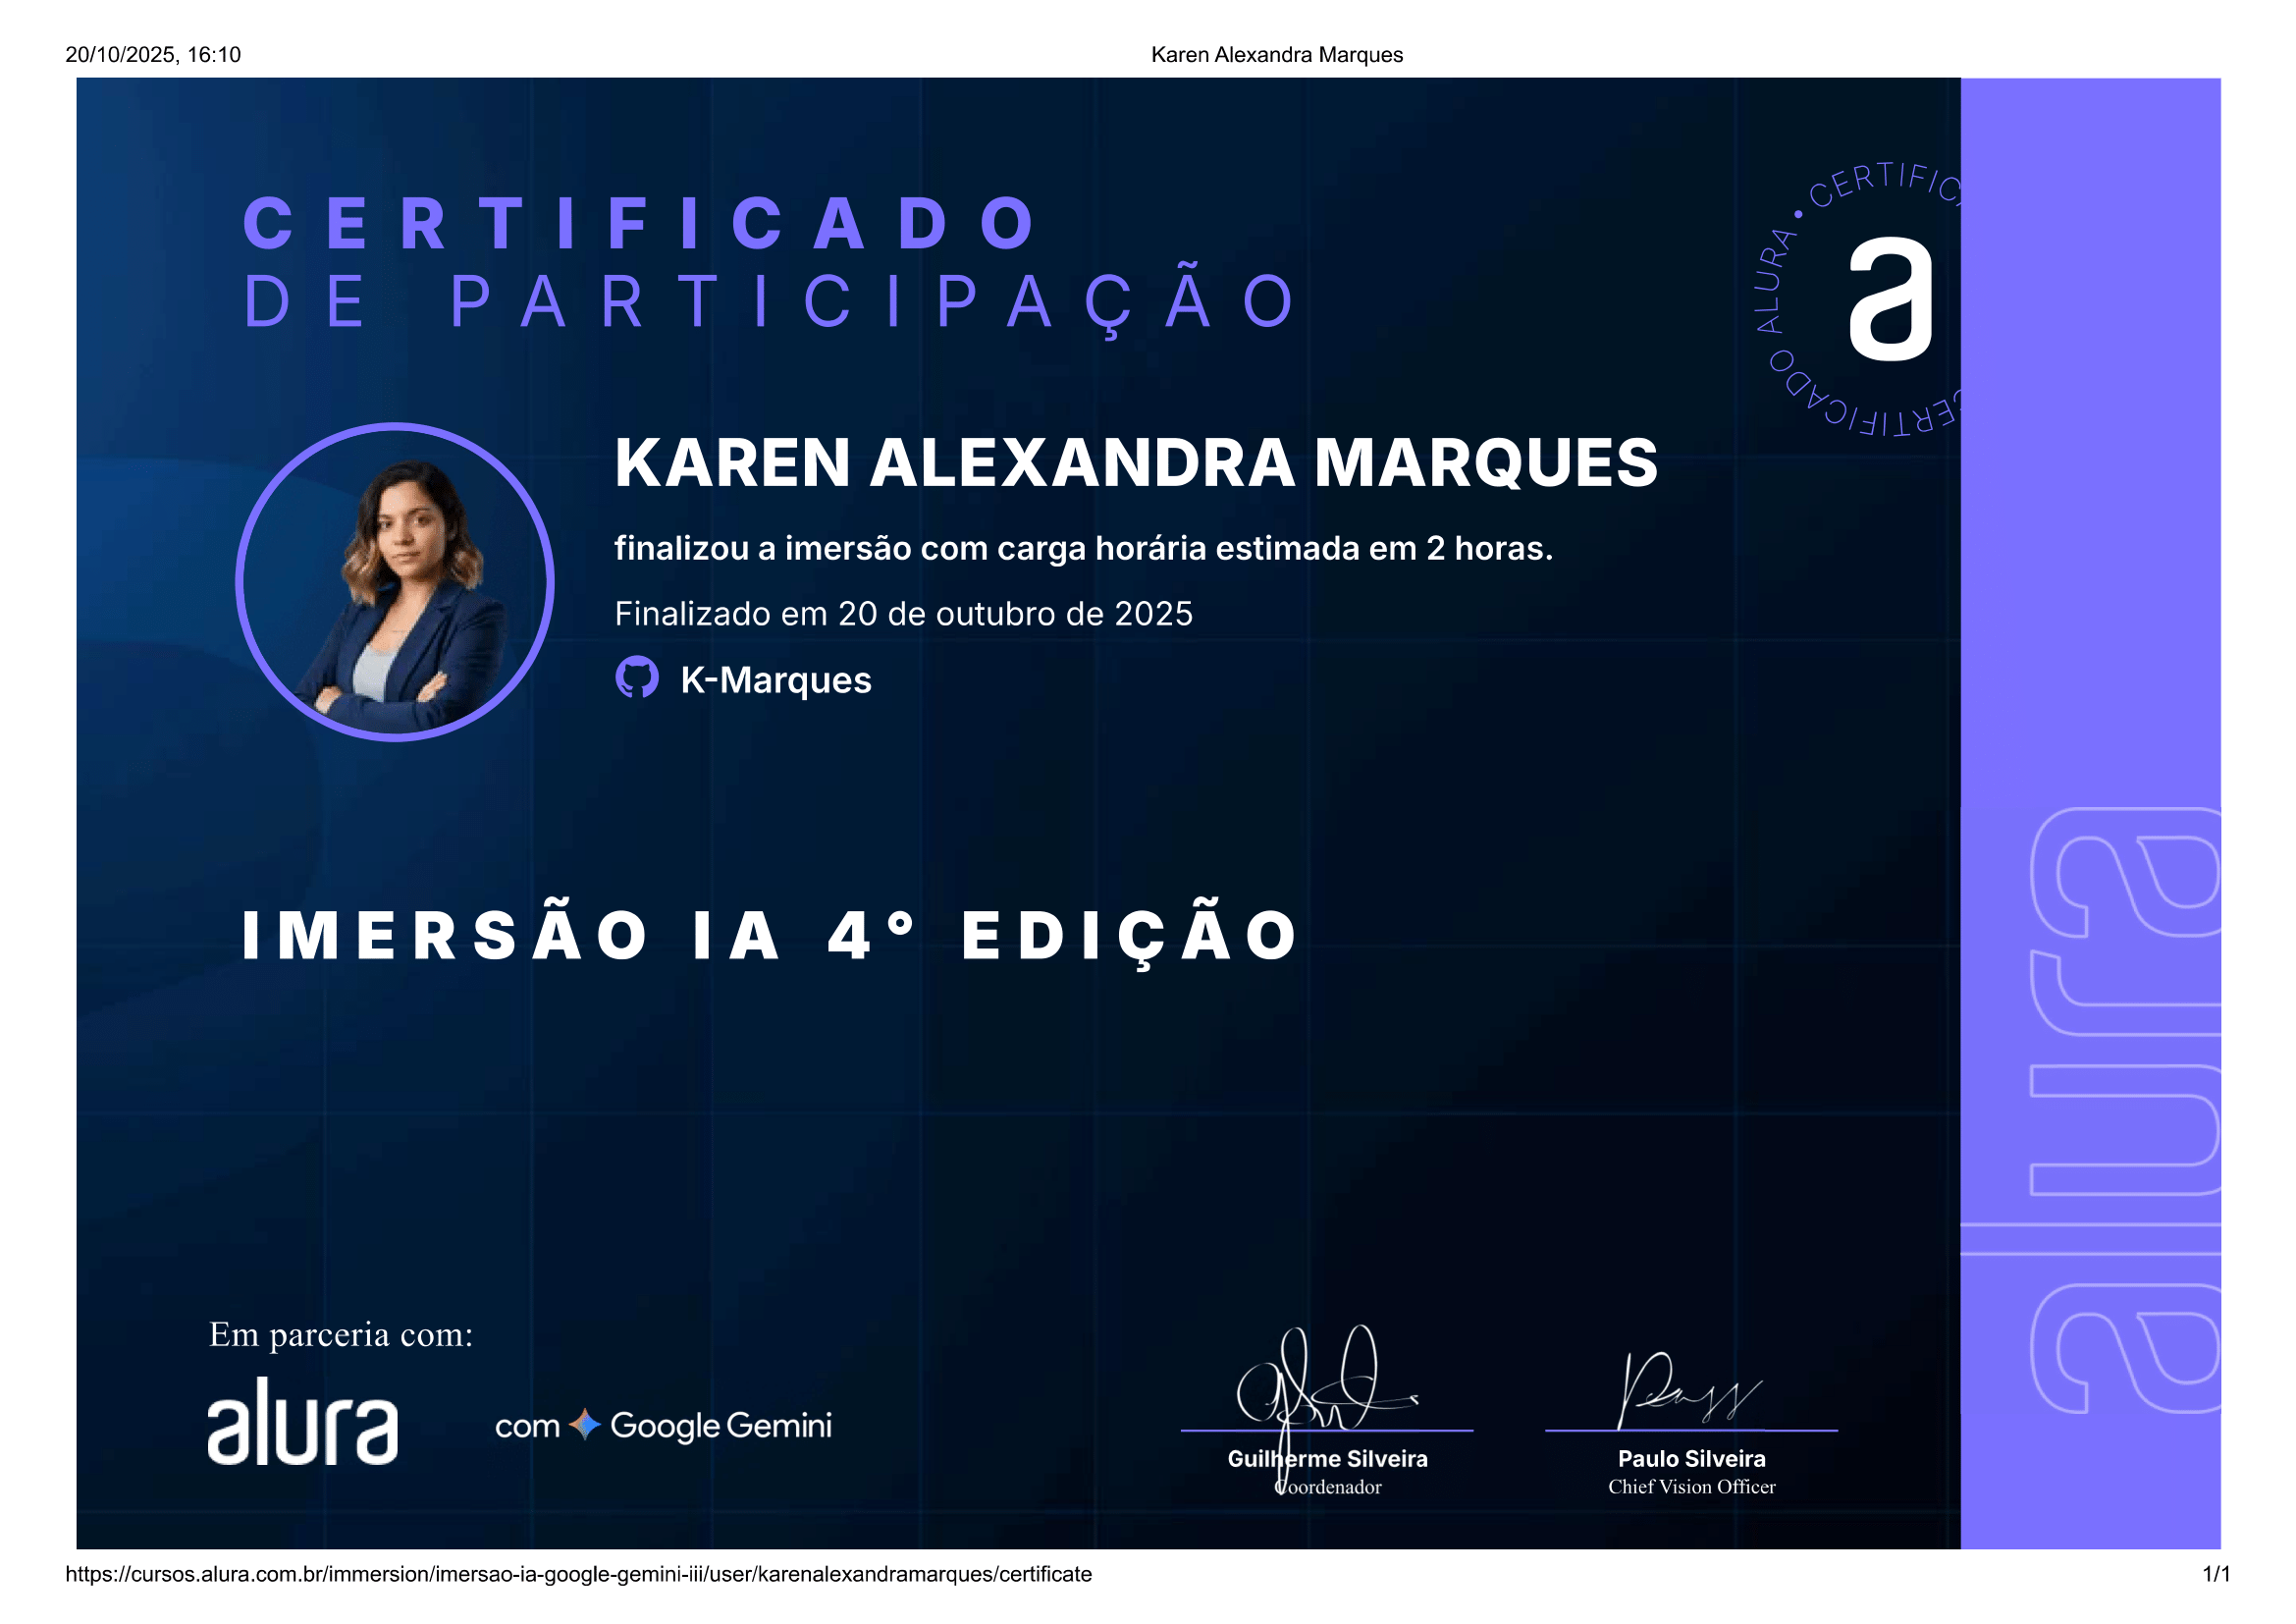 20/10/2025, 16:10
Karen Alexandra Marques
CERTIFICADO
DE PARTICIPAÇÃO
CERTIFICADO ALURA • CERTIFIC
a
KAREN ALEXANDRA MARQUES
finalizou a imersão com carga horária estimada em 2 horas.
Finalizado em 20 de outubro de 2025
K-Marques
IMERSÃO IA 4° EDIÇÃO
alura
Em parceria com:
alura
com Google Gemini
Guilherme Silveira
Coordenador
Paulo Silveira
Chief Vision Officer
https://cursos.alura.com.br/immersion/imersao-ia-google-gemini-iii/user/karenalexandramarques/certificate
1/1